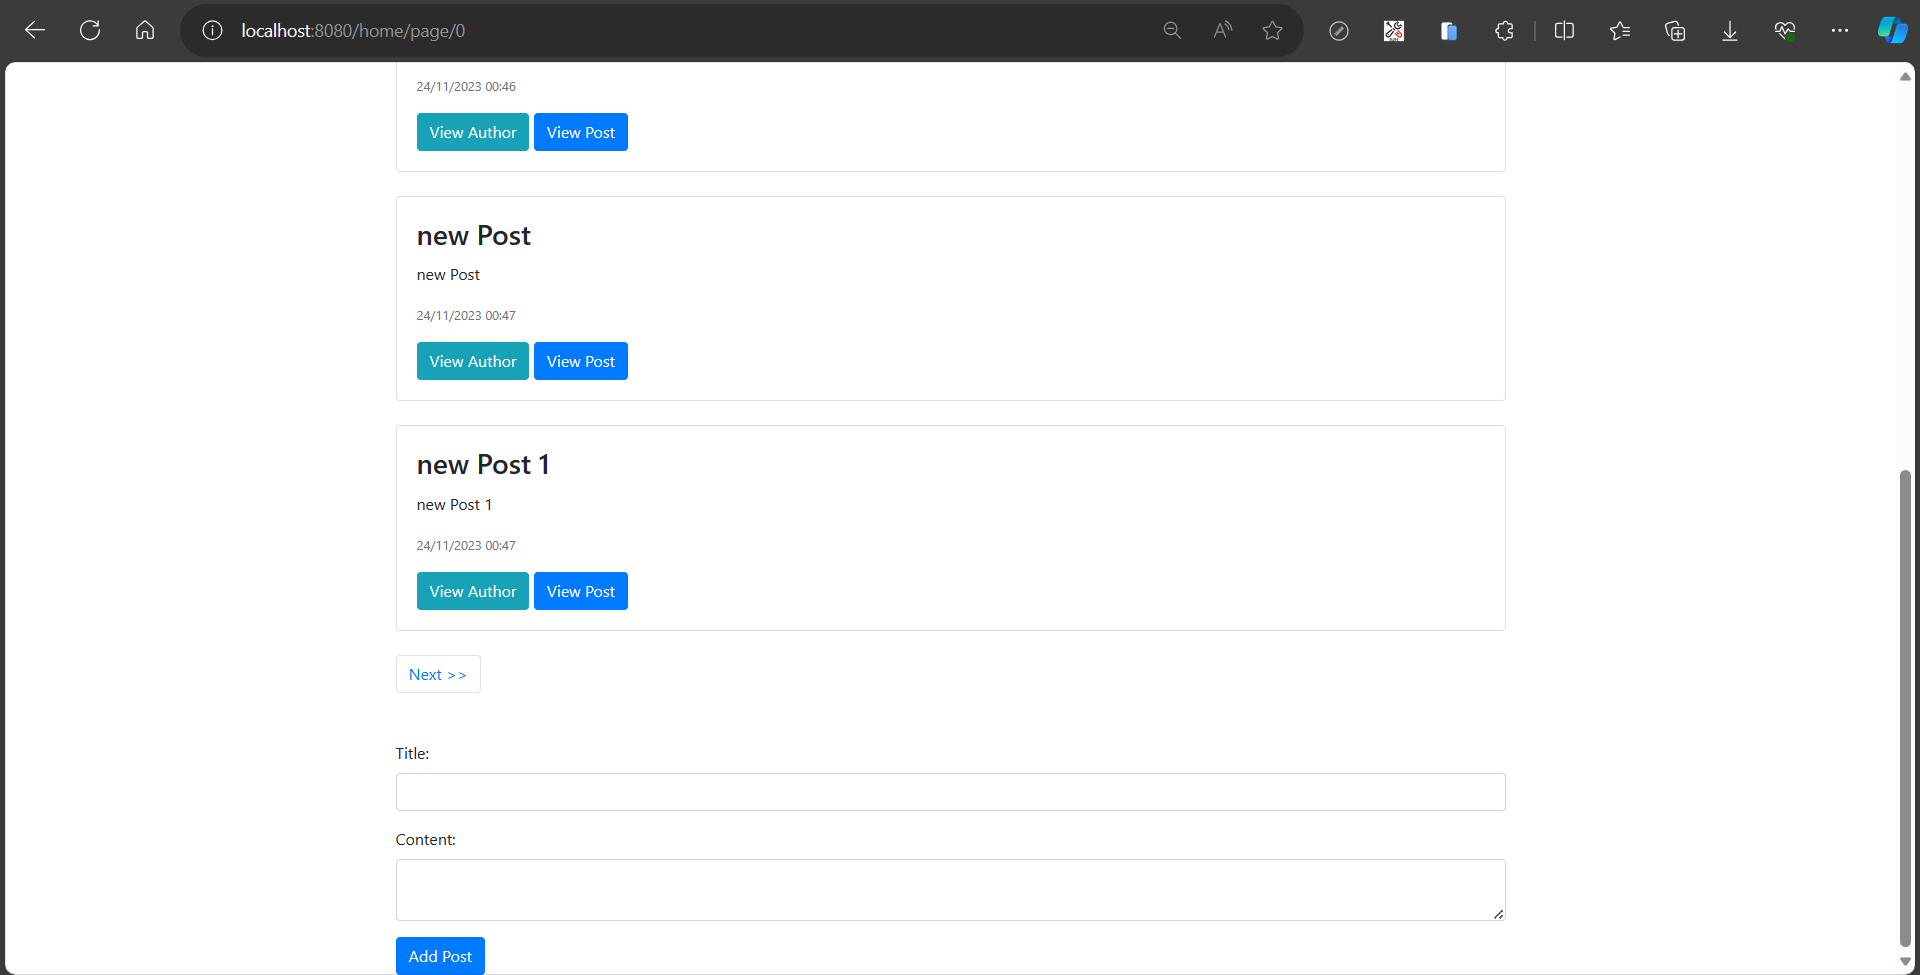 localhost:8080/home/page/0
24/11/2023 00:46
View Author View Post
new Post
new Post
24/11/2023 00:47
View Author View Post
new Post 1
new Post 1
24/11/2023 00:47
View Author View Post
Next >>
Title:
Content:
Add Post